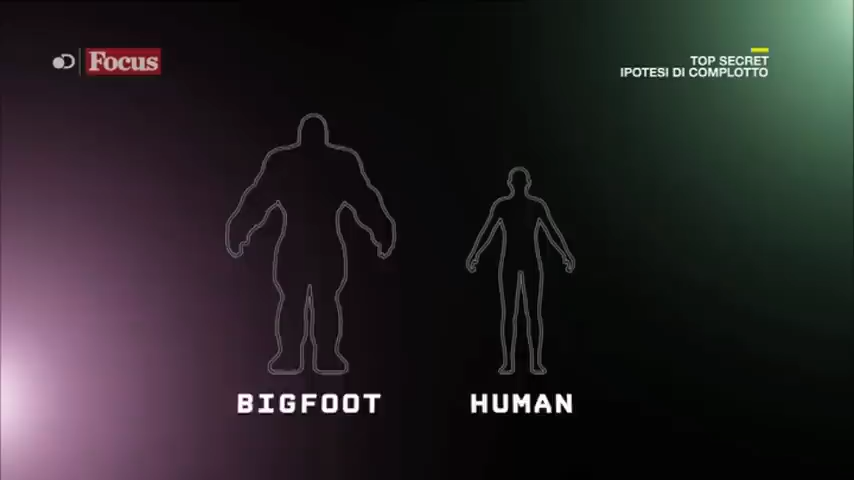 Focus
TOP SECRET
IPOTESI DI COMPLOTTO
BIGFOOT
HUMAN